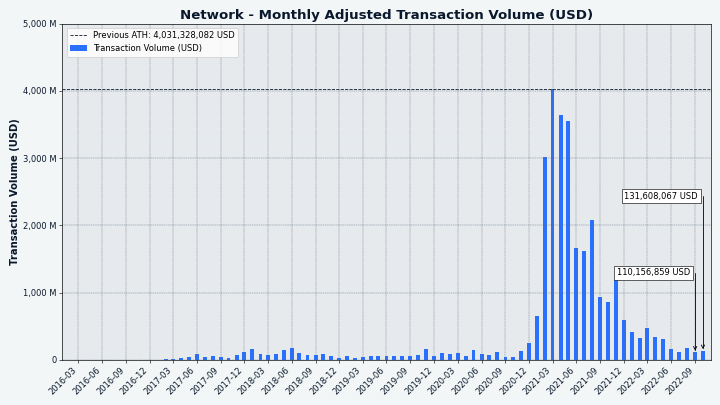 Network - Monthly Adjusted Transaction Volume (USD)
5,000 M
4,000 M
3,000 M
2,000 M
1,000 M
0
Transaction Volume (USD)
Previous ATH: 4,031,328,082 USD
Transaction Volume (USD)
131,608,067 USD
110,156,859 USD
2016-03
2016-06
2016-09
2016-12
2017-03
2017-06
2017-09
2017-12
2018-03
2018-06
2018-09
2018-12
2019-03
2019-06
2019-09
2019-12
2020-03
2020-06
2020-09
2020-12
2021-03
2021-06
2021-09
2021-12
2022-03
2022-06
2022-09